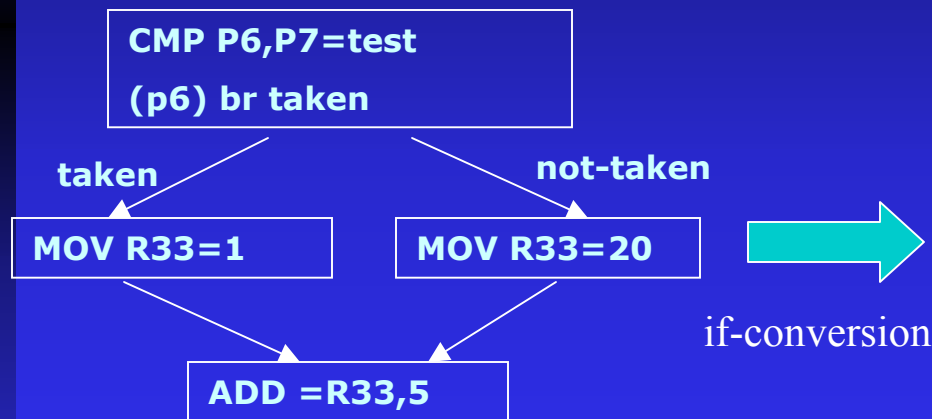 CMP P6,P7=test
(p6) br taken
taken
not-taken
MOV R33=1
MOV R33=20
if-conversion
ADD =R33,5